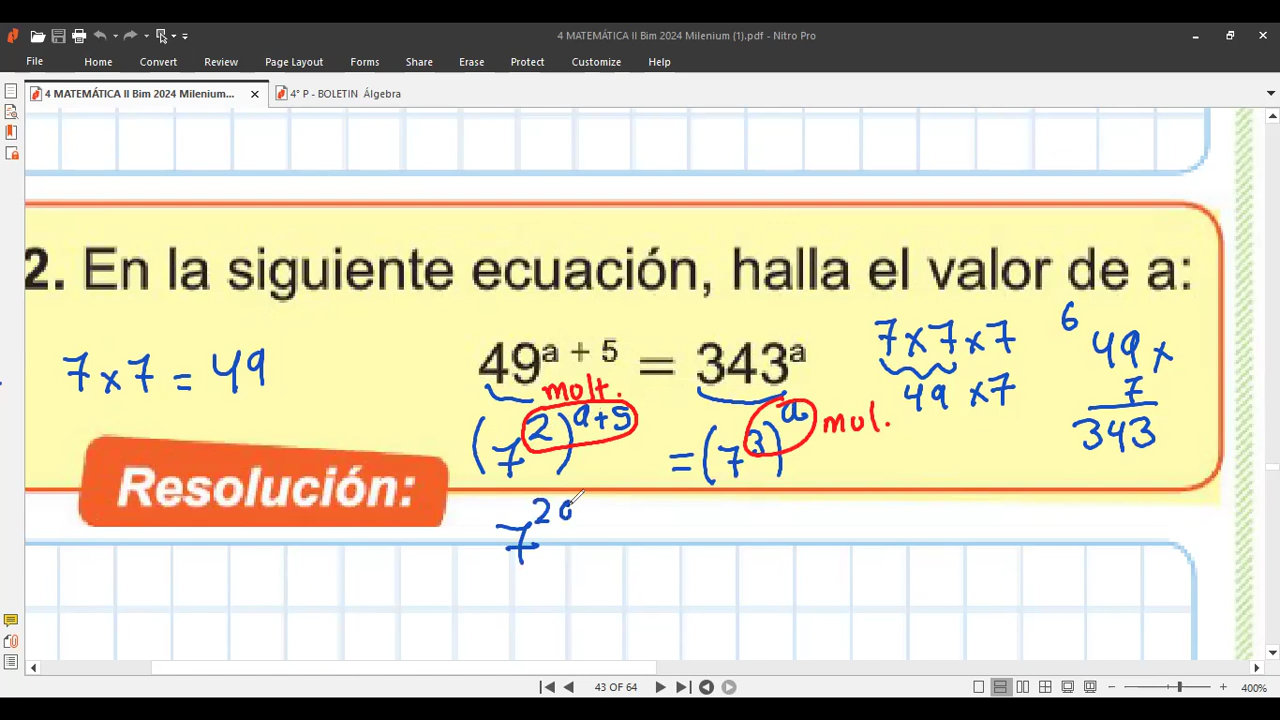 4 MATEMÁTICA II Bim 2024 Milenium (1).pdf - Nitro Pro
File Home Convert Review Page Layout Forms Share Erase Protect Customize Help
4 MATEMÁTICA II Bim 2024 Milenium... 4° P - BOLETIN Álgebra
2. En la siguiente ecuación, halla el valor de a:
49^{a + 5} = 343^{a}
7 x 7 = 49
molt.
(7^{2})^{a+5} = (7^{3})^{a} mol.
7^{2a
7 x 7 x 7
49 x 7
6
49 x
7
343
Resolución:
43 OF 64
400%